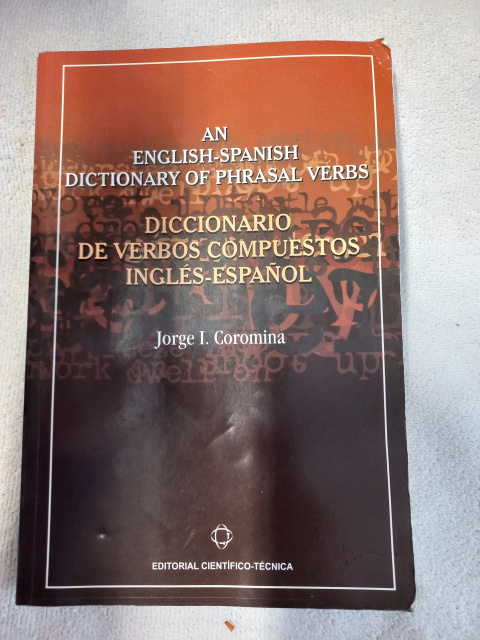 AN
ENGLISH-SPANISH
DICTIONARY OF PHRASAL VERBS
DICCIONARIO
DE VERBOS COMPUESTOS
INGLÉS-ESPAÑOL
Jorge I. Coromina
EDITORIAL CIENTÍFICO-TÉCNICA